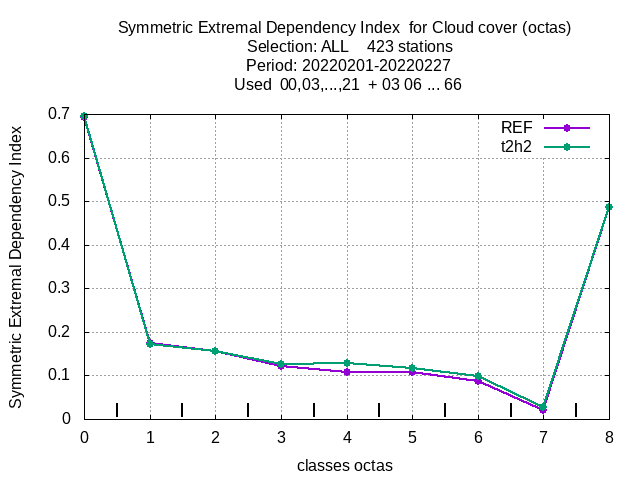 Symmetric Extremal Dependency Index  for Cloud cover (octas)
Selection: ALL    423 stations
Period: 20220201-20220227
Used  00,03,...,21  + 03 06 ... 66
REF
t2h2
Symmetric Extremal Dependency Index
0.7
0.6
0.5
0.4
0.3
0.2
0.1
0
0 1 2 3 4 5 6 7 8
classes octas